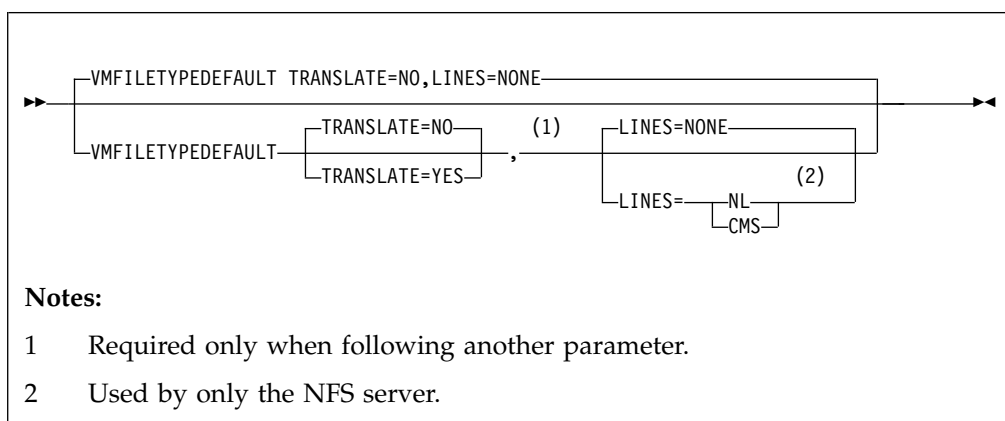 VMFILETYPEDEFAULT TRANSLATE=NO,LINES=NONE
VMFILETYPEDEFAULT TRANSLATE=NO , (1) LINES=NONE
TRANSLATE=YES (2)
LINES= NL
CMS
Notes:
1 Required only when following another parameter.
2 Used by only the NFS server.